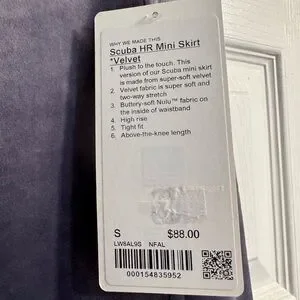 WHY WE MADE THIS
Scuba HR Mini Skirt
*Velvet
1. Plush to the touch. This
version of our Scuba mini skirt
is made from super-soft velvet
2. Velvet fabric is super soft and
two-way stretch
3. Buttery-soft Nulu™ fabric on
the inside of waistband
4. High rise
5. Tight fit
6. Above-the-knee length
S $88.00
LW8AL9S NFAL
000154835952